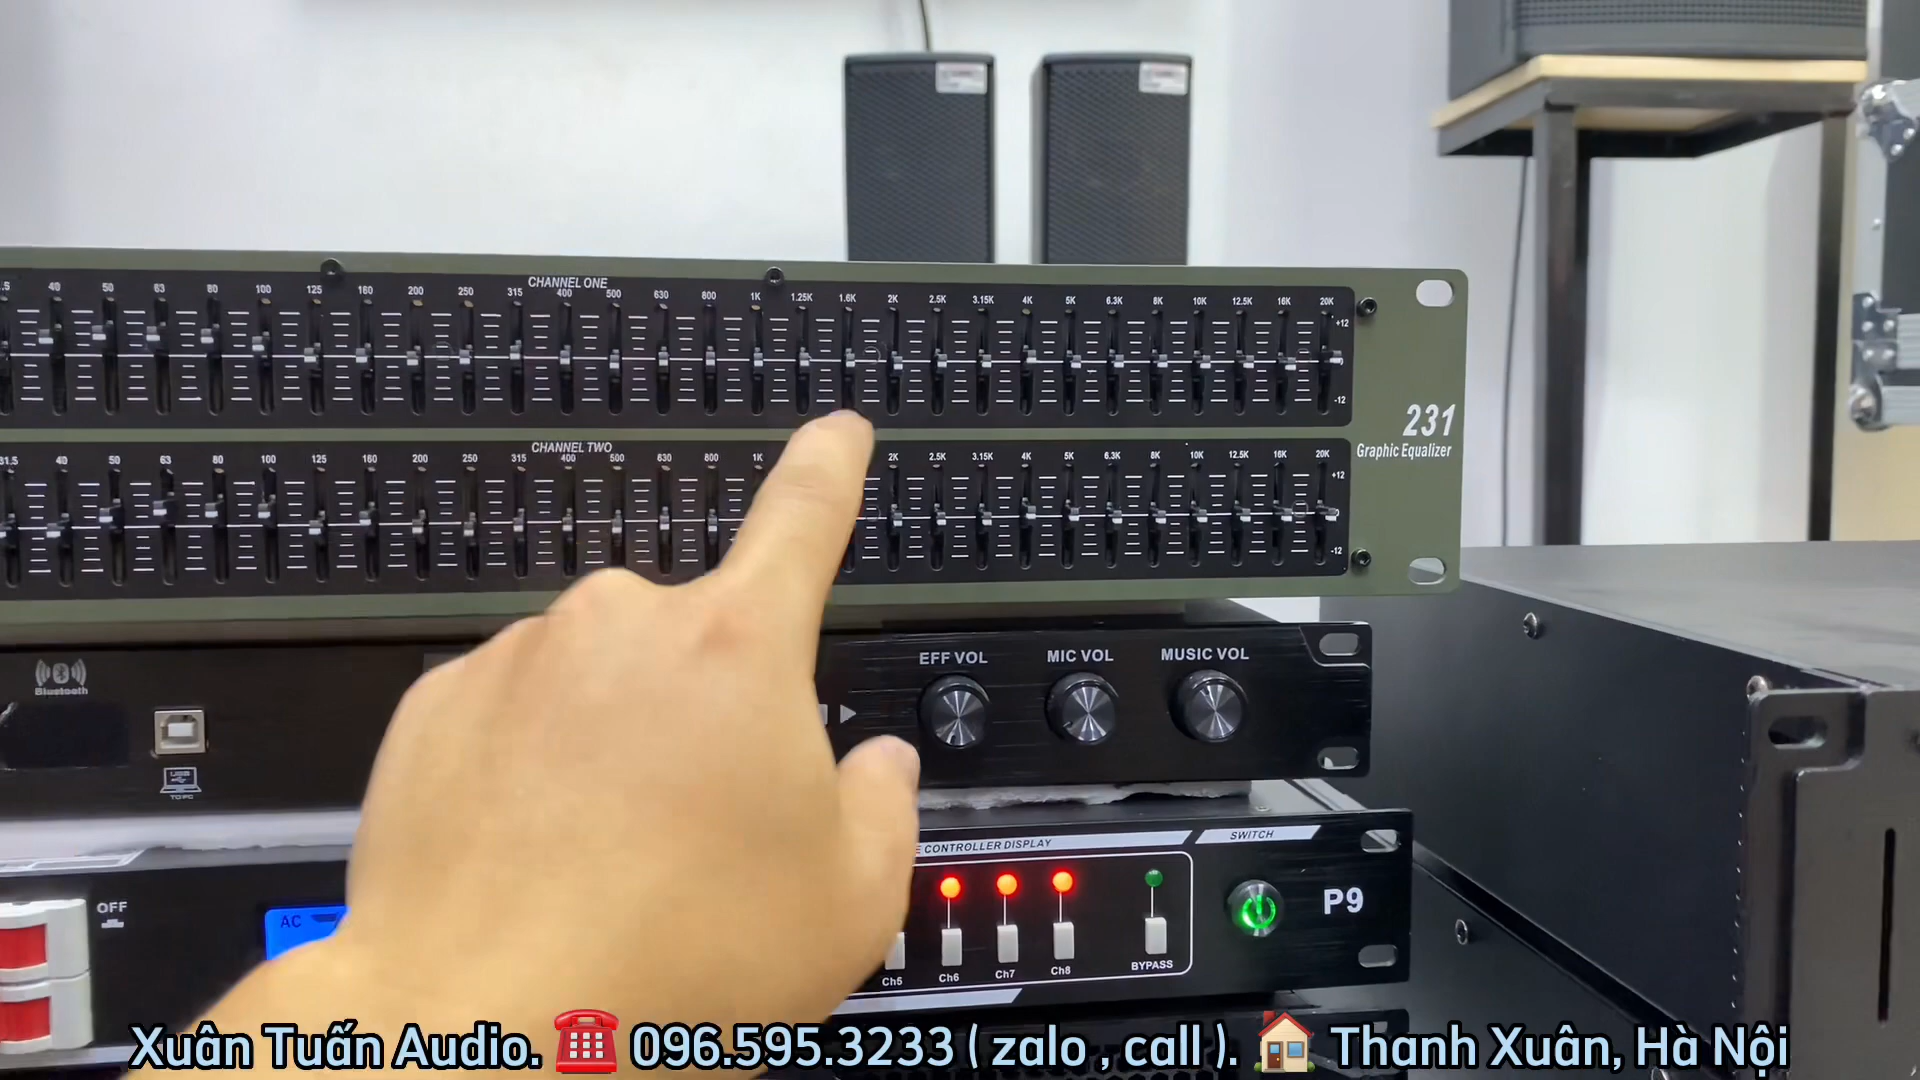 CHANNEL ONE
40 50 63 80 100 125 160 200 250 315 400 500 630 800 1K 1.25K 1.6K 2K 2.5K 3.15K 4K 5K 6.3K 8K 10K 12.5K 16K 20K
+12
0
-12
231
Graphic Equalizer
CHANNEL TWO
31.5 40 50 63 80 100 125 160 200 250 315 400 500 630 800 1K 2K 2.5K 3.15K 4K 5K 6.3K 8K 10K 12.5K 16K 20K
+12
0
-12
Bluetooth
USB
TO PC
EFF VOL MIC VOL MUSIC VOL
CONTROLLER DISPLAY
SWITCH
OFF
AC
P9
Ch5 Ch6 Ch7 Ch8 BYPASS
Xuân Tuấn Audio. ☎️ 096.595.3233 ( zalo , call ). 🏠 Thanh Xuân, Hà Nội